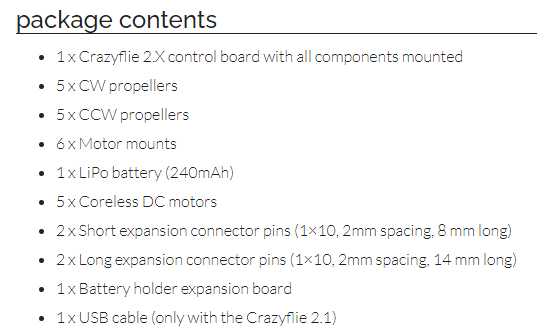 package contents
1 x Crazyflie 2.X control board with all components mounted
5 x CW propellers
5 x CCW propellers
6 x Motor mounts
1 x LiPo battery (240mAh)
5 x Coreless DC motors
2 x Short expansion connector pins (1×10, 2mm spacing, 8 mm long)
2 x Long expansion connector pins (1×10, 2mm spacing, 14 mm long)
1 x Battery holder expansion board
1 x USB cable (only with the Crazyflie 2.1)